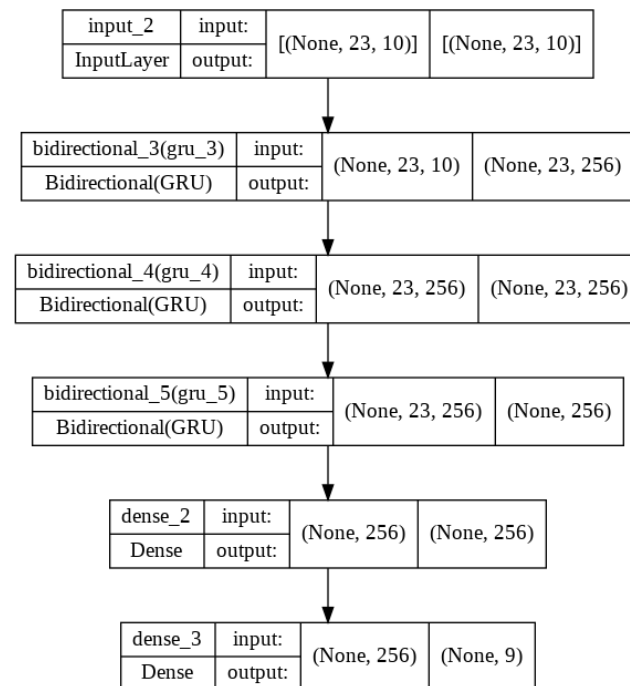 input_2 input: [(None, 23, 10)] [(None, 23, 10)]
InputLayer output:
bidirectional_3(gru_3) input: (None, 23, 10) (None, 23, 256)
Bidirectional(GRU) output:
bidirectional_4(gru_4) input: (None, 23, 256) (None, 23, 256)
Bidirectional(GRU) output:
bidirectional_5(gru_5) input: (None, 23, 256) (None, 256)
Bidirectional(GRU) output:
dense_2 input: (None, 256) (None, 256)
Dense output:
dense_3 input: (None, 256) (None, 9)
Dense output: